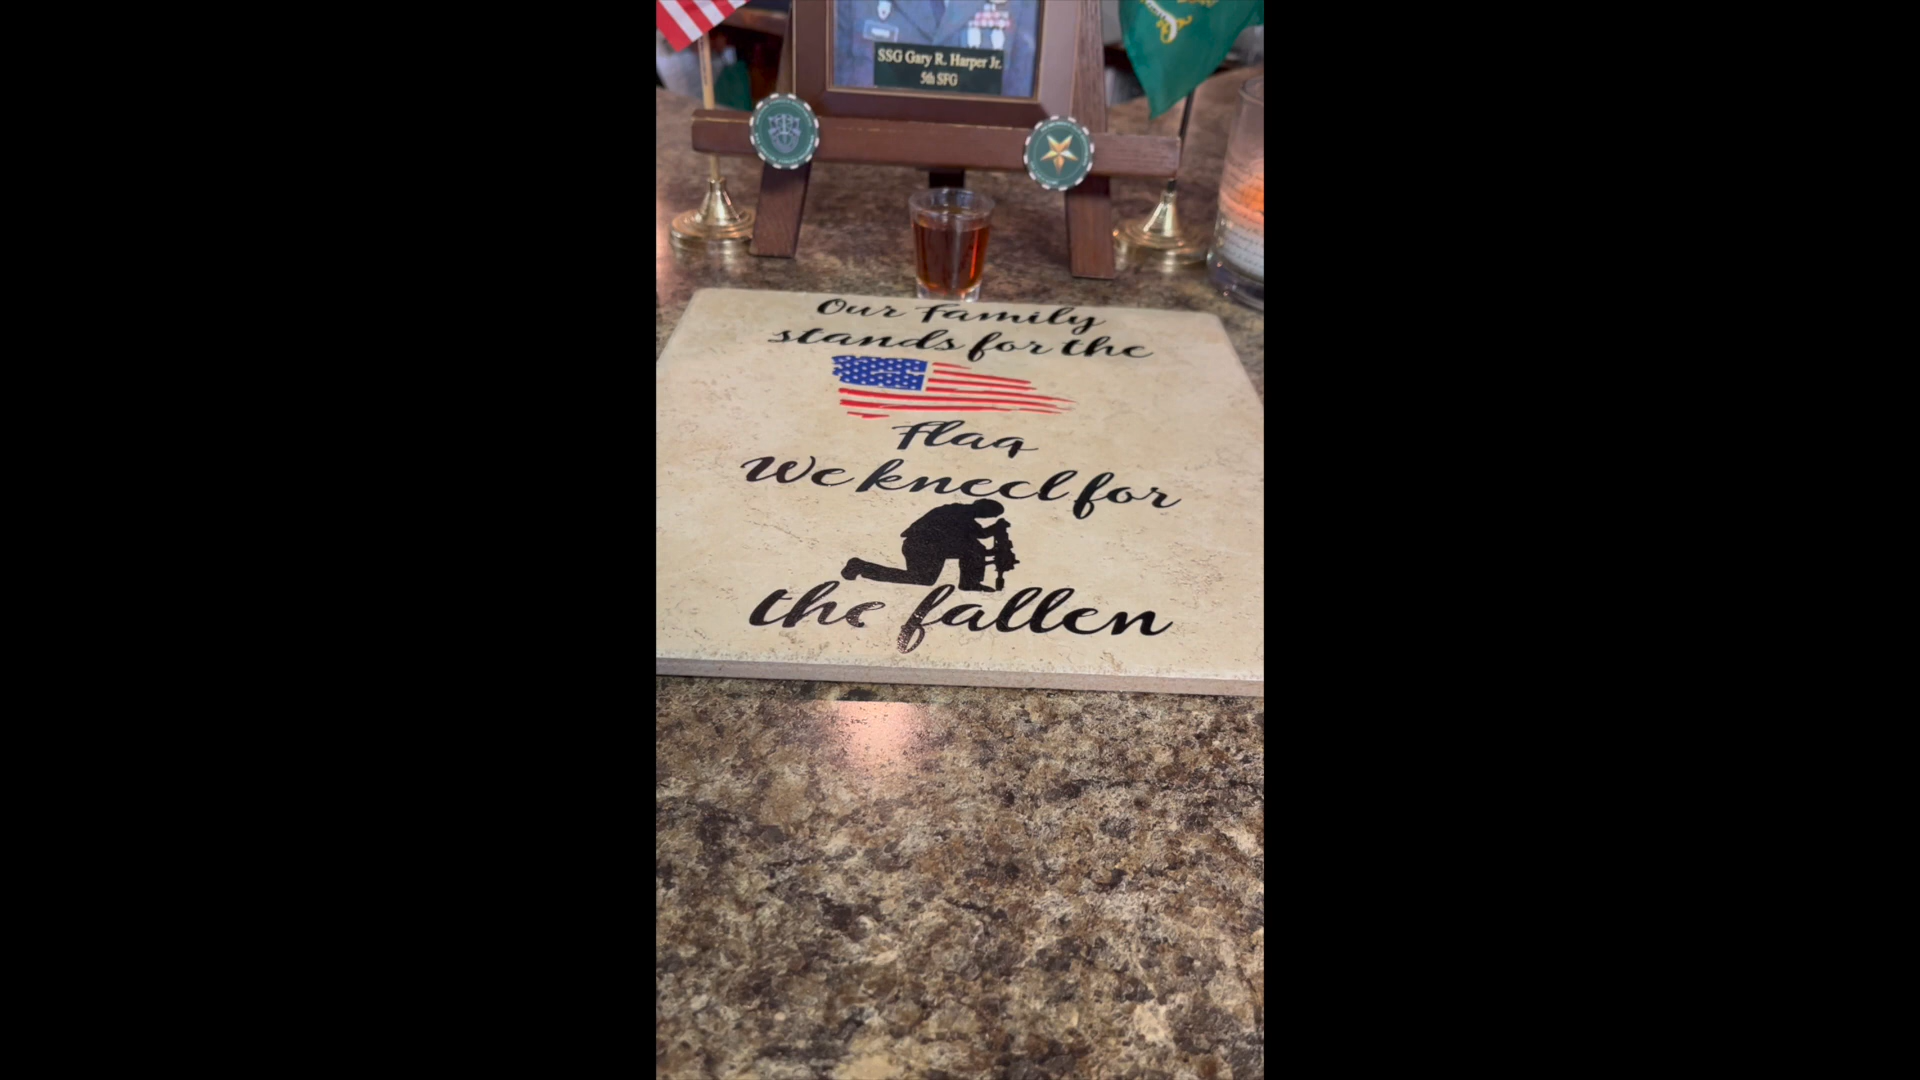 SSG Gary R. Harper Jr.
5th SFG
Our Family
stands for the
Flag
We kneel for
the fallen